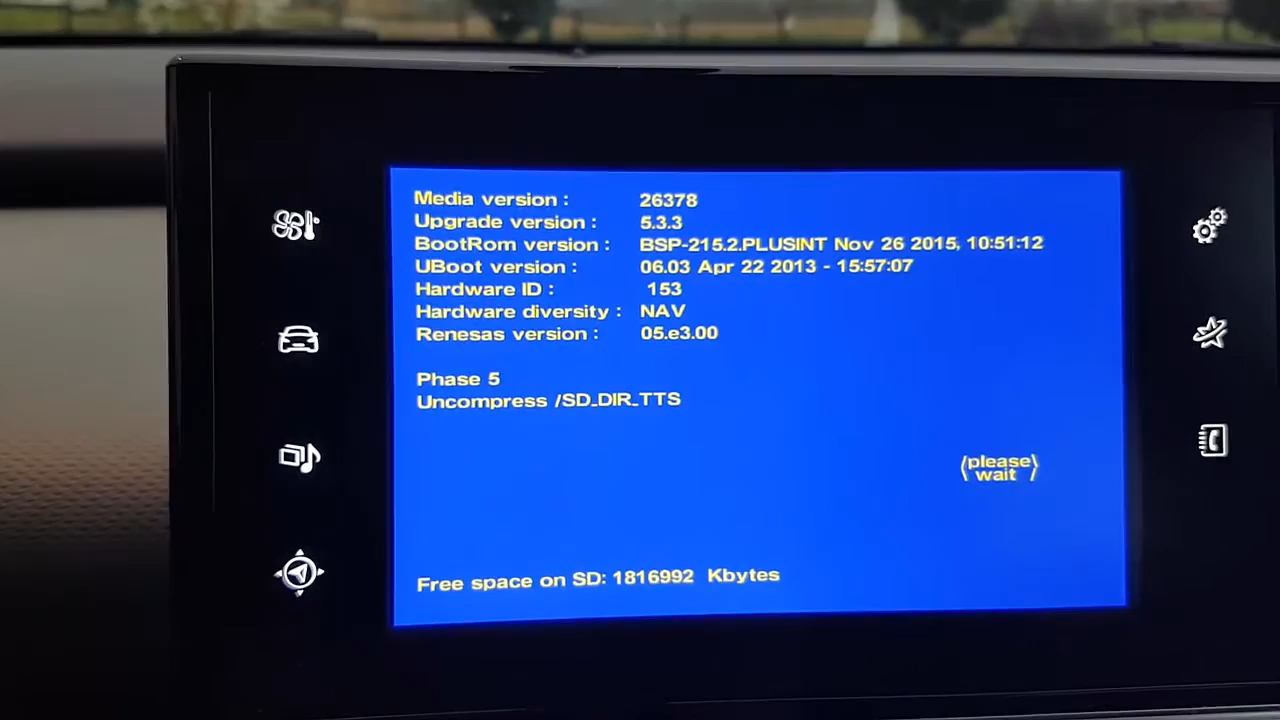 Media version : 26378
Upgrade version : 5.3.3
BootRom version : BSP-215.2.PLUSINT Nov 26 2015, 10:51:12
UBoot version : 06.03 Apr 22 2013 - 15:57:07
Hardware ID : 153
Hardware diversity : NAV
Renesas version : 05.e3.00
Phase 5
Uncompress /SD_DIR_TTS
(please
wait )
Free space on SD: 1816992 Kbytes